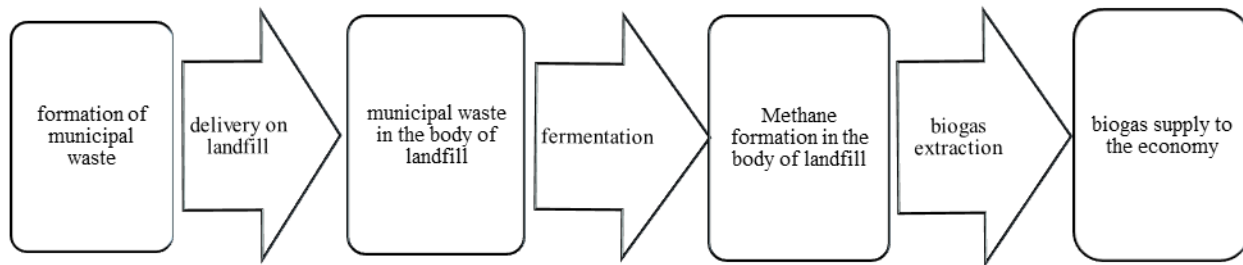 formation of
municipal
waste
delivery on
landfill
municipal waste
in the body of
landfill
fermentation
Methane
formation in the
body of landfill
biogas
extraction
biogas supply to
the economy